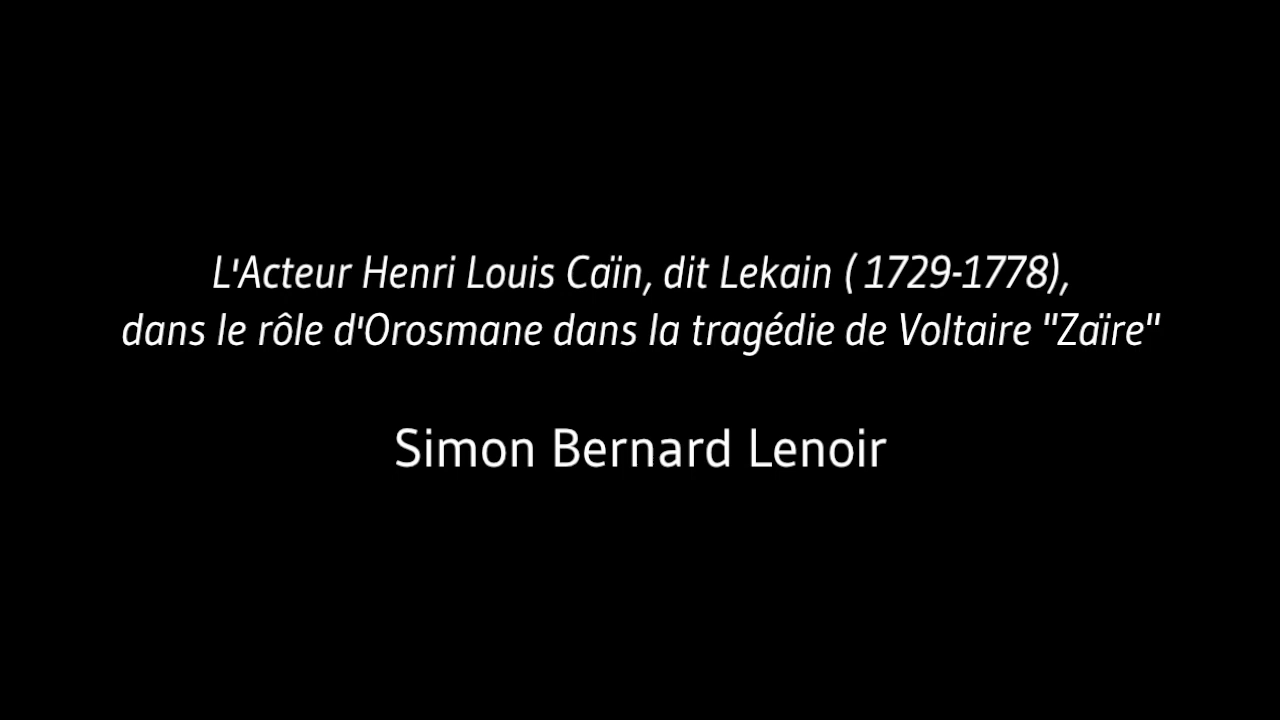 L'Acteur Henri Louis Caïn, dit Lekain ( 1729-1778),
dans le rôle d'Orosmane dans la tragédie de Voltaire "Zaïre"
Simon Bernard Lenoir